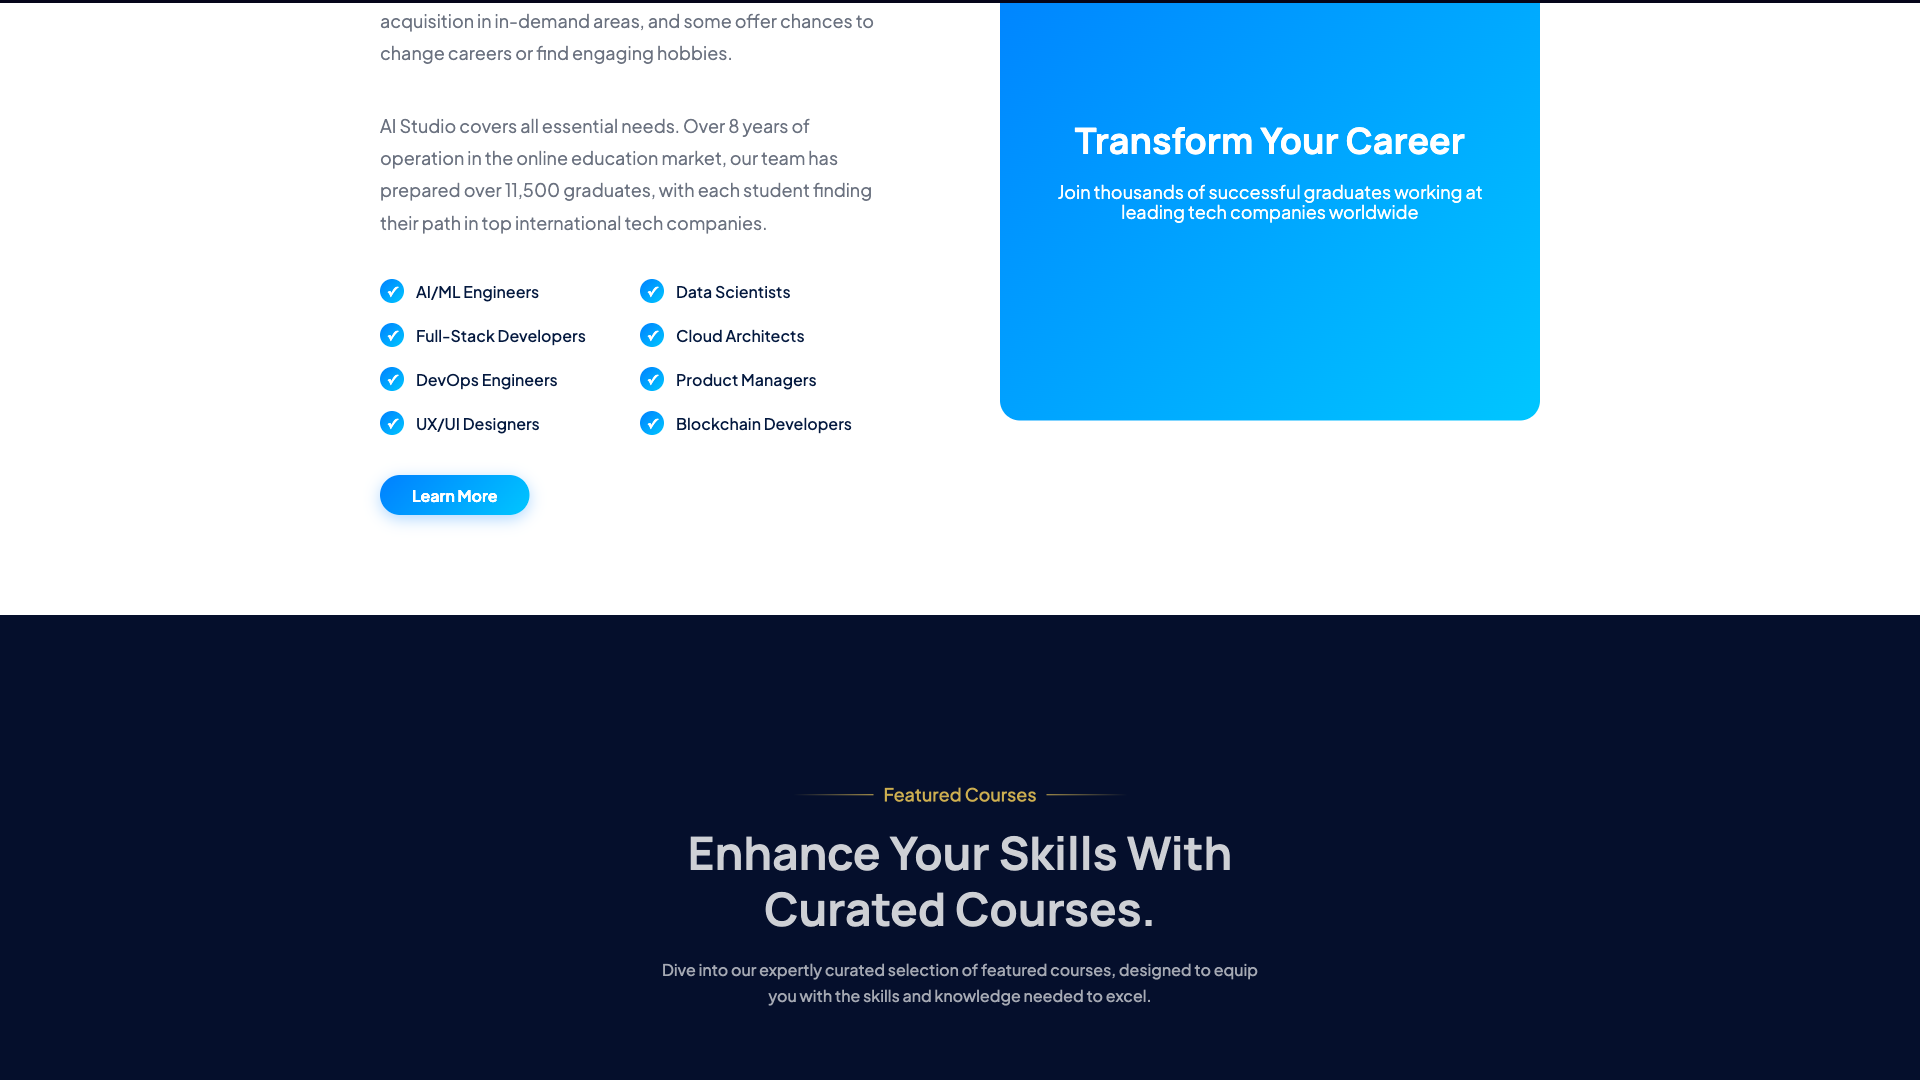 acquisition in in-demand areas, and some offer chances to
change careers or find engaging hobbies.
AI Studio covers all essential needs. Over 8 years of
operation in the online education market, our team has
prepared over 11,500 graduates, with each student finding
their path in top international tech companies.
AI/ML Engineers
Data Scientists
Full-Stack Developers
Cloud Architects
DevOps Engineers
Product Managers
UX/UI Designers
Blockchain Developers
Learn More
Transform Your Career
Join thousands of successful graduates working at
leading tech companies worldwide
Featured Courses
Enhance Your Skills With
Curated Courses.
Dive into our expertly curated selection of featured courses, designed to equip
you with the skills and knowledge needed to excel.